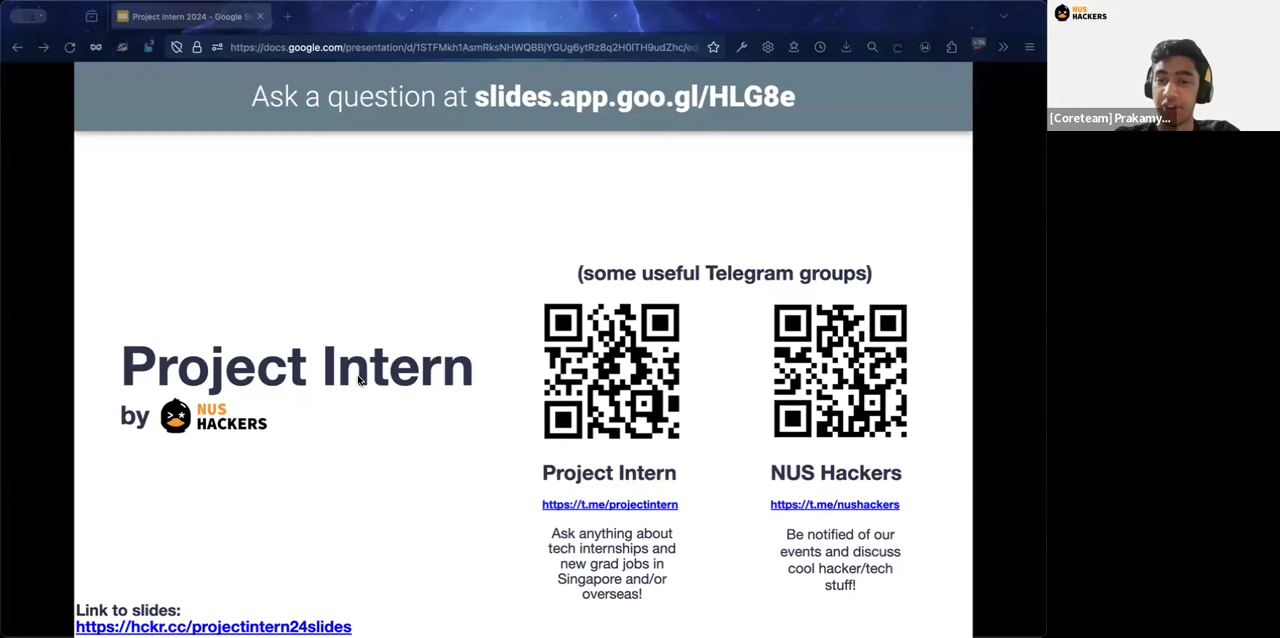 Project Intern 2024 - Google S
https://docs.google.com/presentation/d/1STFMkh1AsmRksNHWQBBjYGUg6ytRz8q2H0ITH9udZhc/ed
NUS
HACKERS
[Coreteam] Prakamy...
Ask a question at slides.app.goo.gl/HLG8e
(some useful Telegram groups)
Project Intern
by NUS
HACKERS
Project Intern
https://t.me/projectintern
Ask anything about
tech internships and
new grad jobs in
Singapore and/or
overseas!
NUS Hackers
https://t.me/nushackers
Be notified of our
events and discuss
cool hacker/tech
stuff!
Link to slides:
https://hckr.cc/projectintern24slides